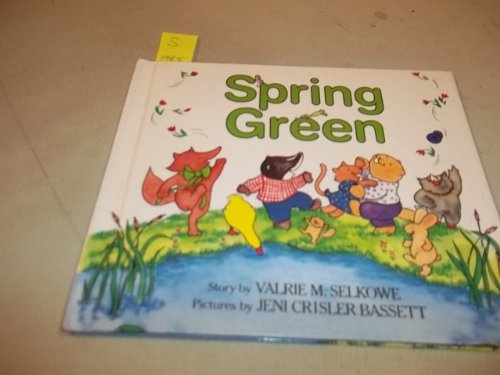 S
Spring
Green
Story by VALRIE M. SELKOWE
Pictures by JENI CRISLER BASSETT